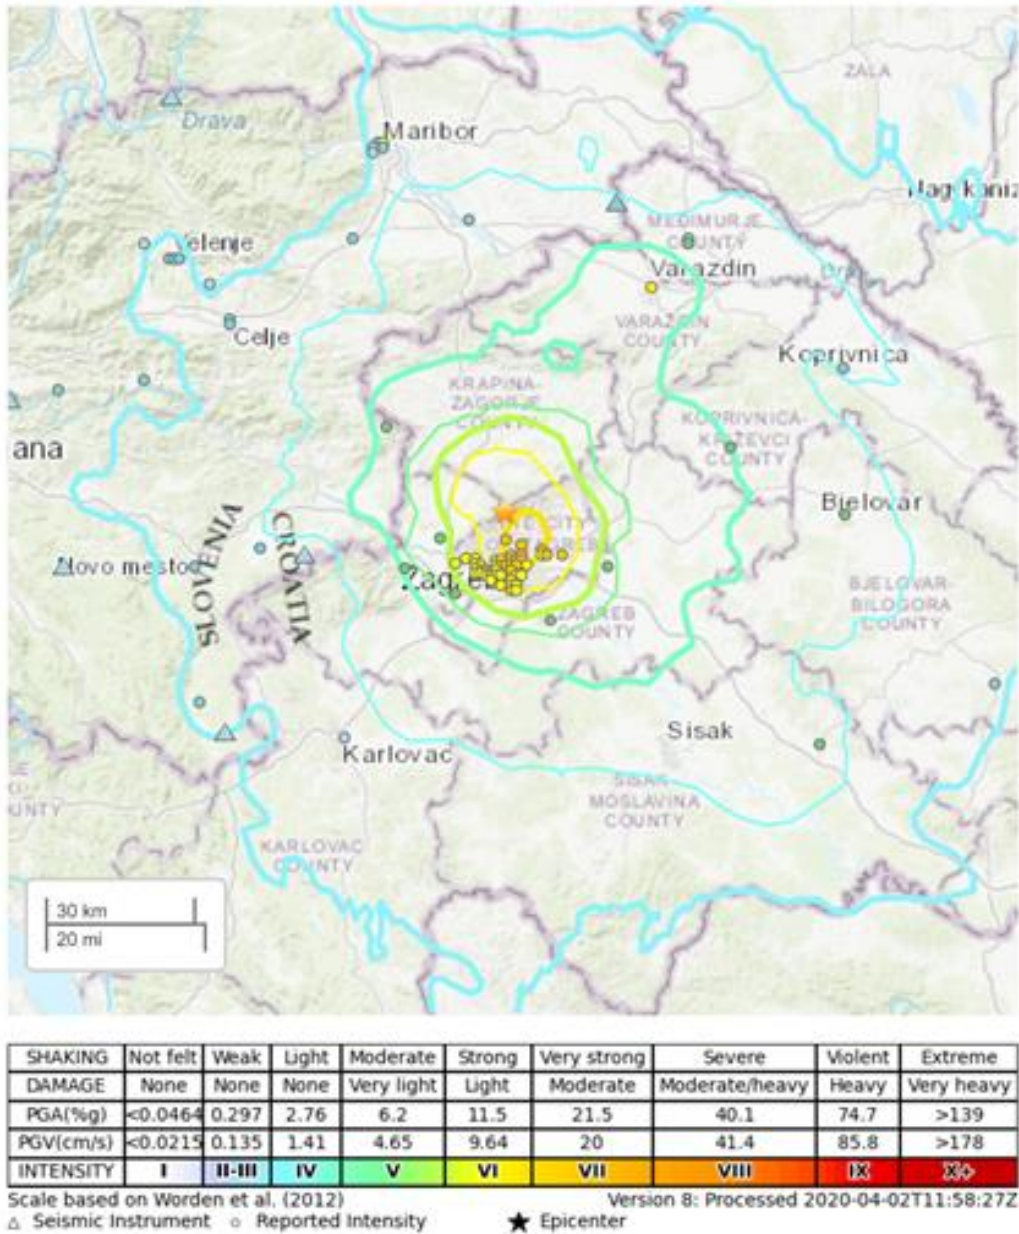 ZALA
Drava
Maribor
MEĐIMURJE
COUNTY
Velenje
Varazdin
VARAZDIN
COUNTY
Celje
Koprivnica
KRAPINA-
ZAGORJE
COUNTY
KOPRIVNICA-
KRIŽEVCI
COUNTY
ana
Bjelovar
SLOVENIA
CROATIA
Novo mesto
Zagreb
BJELOVAR-
BILOGORA
COUNTY
ZAGREB
COUNTY
Sisak
Karlovac
SISAK-
MOSLAVINA
COUNTY
KARLOVAC
COUNTY
30 km
20 mi
SHAKING Not felt Weak Light Moderate Strong Very strong Severe Violent Extreme
DAMAGE None None None Very light Light Moderate Moderate/heavy Heavy Very heavy
PGA(%g) <0.0464 0.297 2.76 6.2 11.5 21.5 40.1 74.7 >139
PGV(cm/s) <0.0215 0.135 1.41 4.65 9.64 20 41.4 85.8 >178
INTENSITY I II-III IV V VI VII VIII IX X+
Scale based on Worden et al. (2012) Version 8: Processed 2020-04-02T11:58:27Z
△ Seismic Instrument ○ Reported Intensity ★ Epicenter